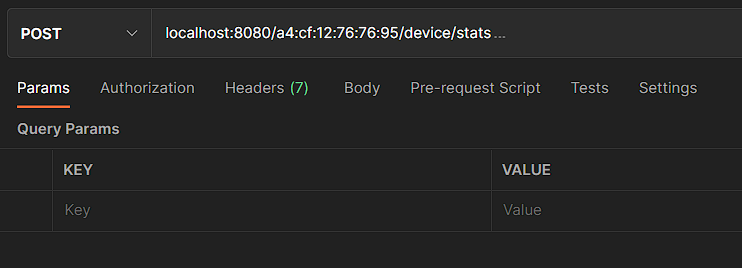 POST localhost:8080/a4:cf:12:76:76:95/device/stats...
Params Authorization Headers (7) Body Pre-request Script Tests Settings
Query Params
KEY VALUE
Key Value